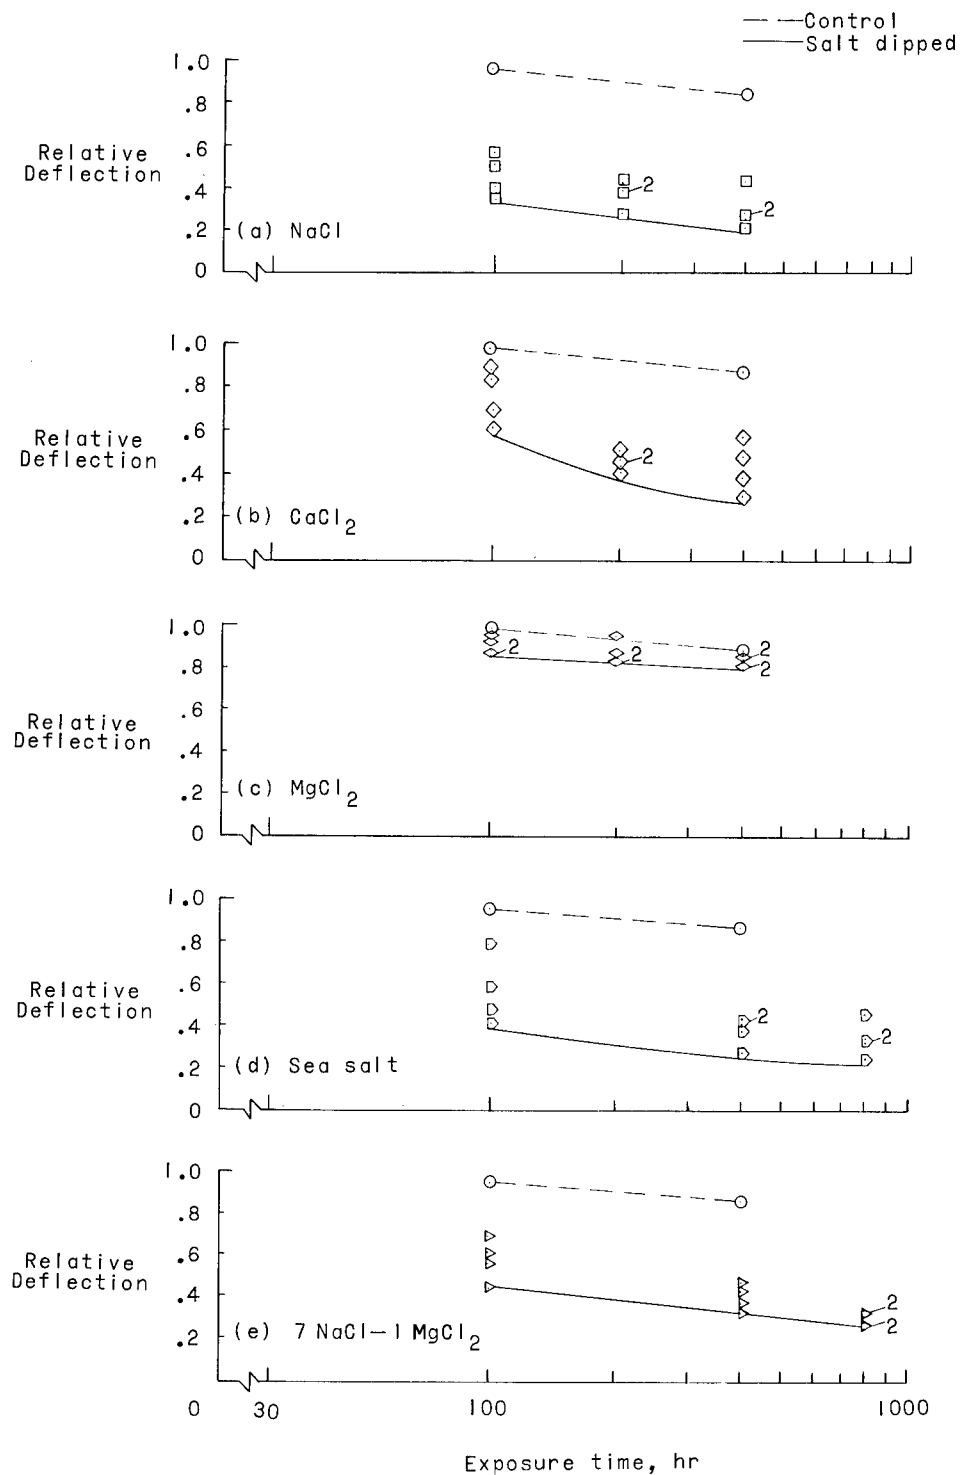 Control
Salt dipped
1.0
.8
.6
.4
.2
0
Relative
Deflection
2
2
(a) NaCl
1.0
.8
.6
.4
.2
0
Relative
Deflection
2
(b) CaCl2
1.0
.8
.6
.4
.2
0
Relative
Deflection
2
2
2
2
(c) MgCl2
1.0
.8
.6
.4
.2
0
Relative
Deflection
2
2
(d) Sea salt
1.0
.8
.6
.4
.2
Relative
Deflection
2
2
(e) 7 NaCl-1 MgCl2
0 30 100 1000
Exposure time, hr